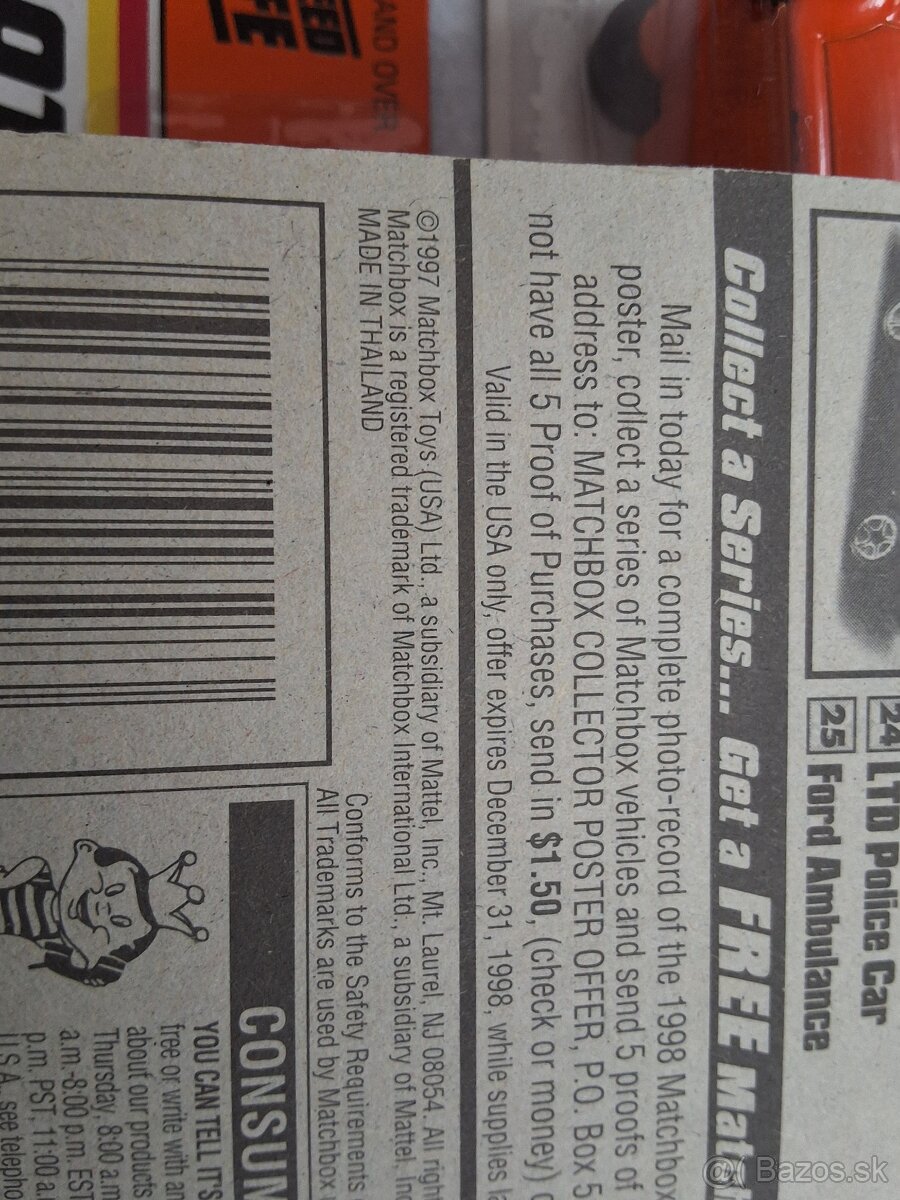 AND OVER
24 LTD Police Car
25 Ford Ambulance
Collect a Series... Get a FREE
Mail in today for a complete photo-record of the 1998 Matchbox
poster, collect a series of Matchbox vehicles and send 5 proofs of
address to: MATCHBOX COLLECTOR POSTER OFFER, P.O. Box 5
not have all 5 Proof of Purchases, send in $1.50, (check or money)
Valid in the USA only, offer expires December 31, 1998, while supplies
©1997 Matchbox Toys (USA) Ltd., a subsidiary of Mattel, Inc., Mt. Laurel, NJ 08054. All
Matchbox is a registered trademark of Matchbox International Ltd., a subsidiary of Mattel,
MADE IN THAILAND
Conforms to the Safety Requirements
All Trademarks are used by Matchbox
YOU CAN TELL IT'S
free or write with
about our products
Thursday, 8:00 a.m
a.m.-8:00 p.m. EST
p.m. PST, 11:00 a.
see
Bazos.sk